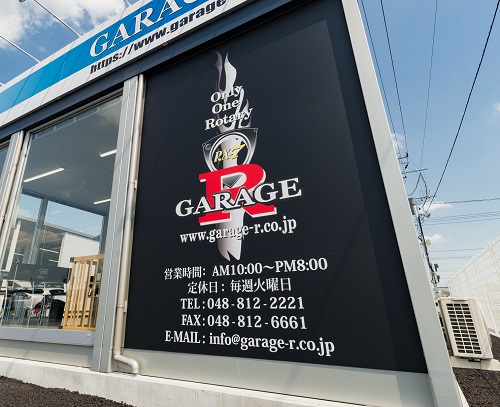 GARAGE
https://www.garage
Only
One
Rotary
RX-7
R
GARAGE
www.garage-r.co.jp
営業時間: AM10:00～PM8:00
定休日: 毎週火曜日
TEL:048-812-2221
FAX:048-812-6661
E-MAIL: info@garage-r.co.jp